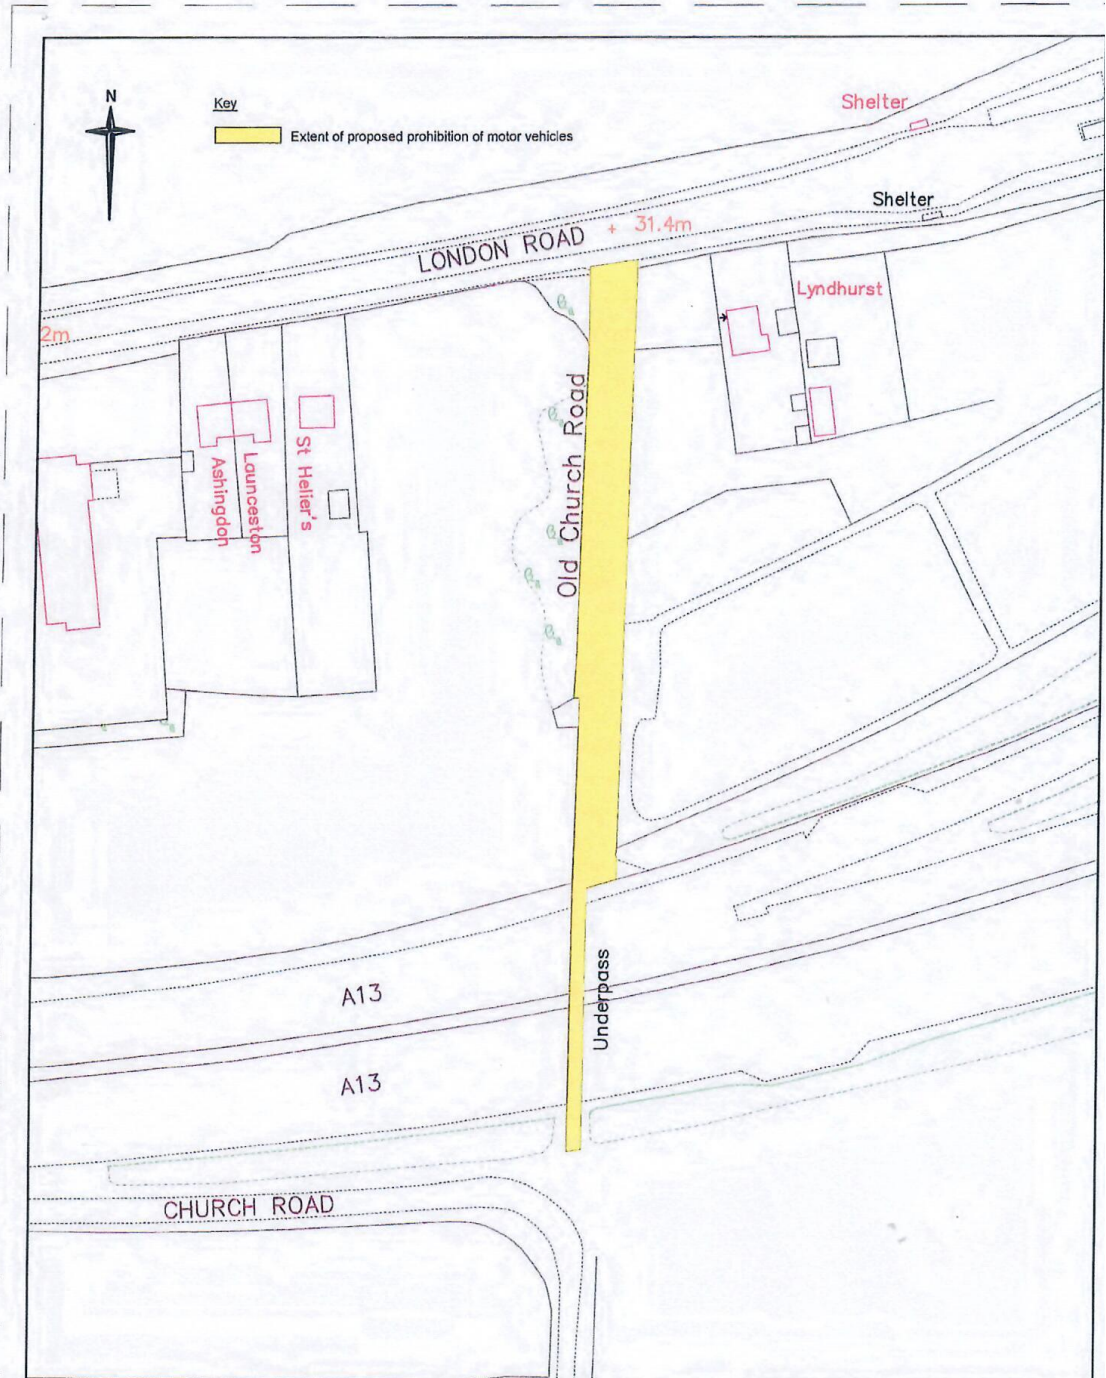 N
Key
Extent of proposed prohibition of motor vehicles
Shelter
Shelter
LONDON ROAD
31.4m
Lyndhurst
2m
Old Church Road
St Helier's
Launceston
Ashingdon
Underpass
A13
A13
CHURCH ROAD